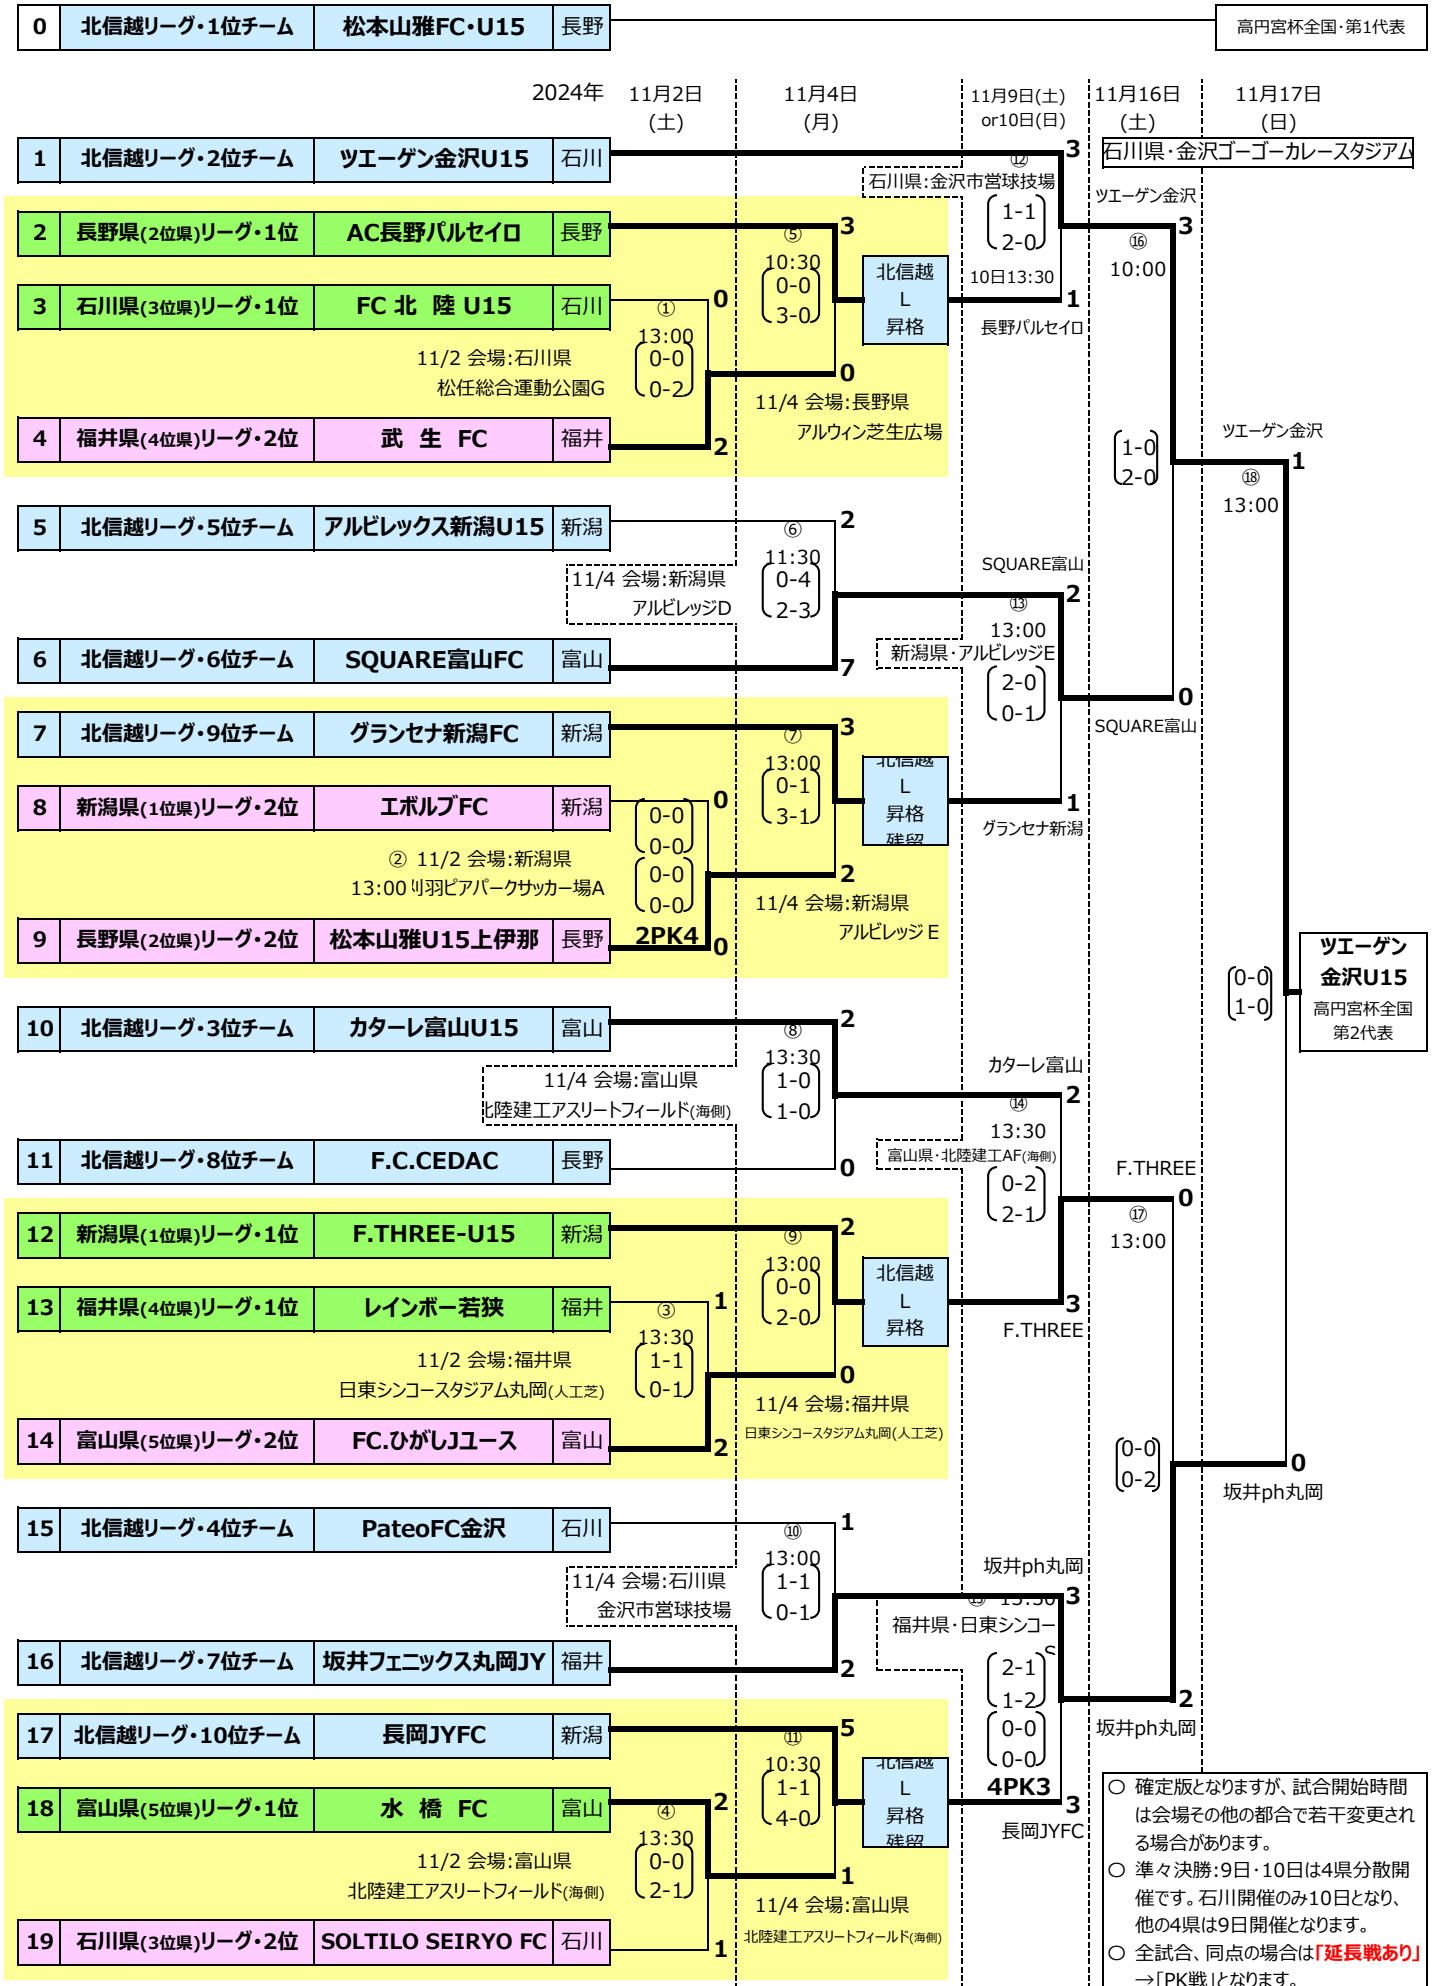 0 北信越リーグ・1位チーム 松本山雅FC・U15 長野 高円宮杯全国・第1代表
2024年 11月2日 11月4日 11月9日(土) 11月16日 11月17日
(土) (月) or10日(日) (土) (日)
1 北信越リーグ・2位チーム ツエーゲン金沢U15 石川 3 石川県・金沢ゴーゴーカレースタジアム
⑫
石川県:金沢市営球技場
ツエーゲン金沢
1-1
2 長野県(2位県)リーグ・1位 AC長野パルセイロ 長野 3 3
⑤ 2-0 ⑯
10:30 北信越 10日13:30 10:00
0-0 L
3 石川県(3位県)リーグ・1位 FC 北 陸 U15 石川 0 1
① 3-0 昇格 長野パルセイロ
13:00
11/2 会場:石川県 0-0
0
松任総合運動公園G 0-2 11/4 会場:長野県
アルウィン芝生広場 ツエーゲン金沢
4 福井県(4位県)リーグ・2位 武 生 FC 福井 2 1-0
1
2-0 ⑱
13:00
5 北信越リーグ・5位チーム アルビレックス新潟U15 新潟 2
⑥
11:30 SQUARE富山
11/4 会場:新潟県 0-4 2
アルビレッジD 2-3 ⑬
13:00
6 北信越リーグ・6位チーム SQUARE富山FC 富山 7 新潟県・アルビレッジE
2-0 0
0-1 SQUARE富山
7 北信越リーグ・9位チーム グランセナ新潟FC 新潟 3
⑦
13:00 北信越
0-1 L
8 新潟県(1位県)リーグ・2位 エボルブFC 新潟 0 1
0-0 3-1 昇格 グランセナ新潟
0-0 残留
② 11/2 会場:新潟県 0-0 2
13:00 刈羽ピアパークサッカー場A 0-0 11/4 会場:新潟県
9 長野県(2位県)リーグ・2位 松本山雅U15上伊那 長野 2PK4 0 アルビレッジ E
ツエーゲン
0-0 金沢U15
1-0 高円宮杯全国
第2代表
10 北信越リーグ・3位チーム カターレ富山U15 富山 2
⑧
13:30 カターレ富山
11/4 会場:富山県 1-0 2
北陸建工アスリートフィールド(海側) 1-0 ⑭
13:30
11 北信越リーグ・8位チーム F.C.CEDAC 長野 0 富山県・北陸建工AF(海側) F.THREE
0-2 0
2-1 ⑰
12 新潟県(1位県)リーグ・1位 F.THREE-U15 新潟 2 13:00
⑨
13:00 北信越
0-0 L
13 福井県(4位県)リーグ・1位 レインボー若狭 福井 1 3
③ 2-0 昇格 F.THREE
13:30
11/2 会場:福井県 1-1 0
日東シンコースタジアム丸岡(人工芝) 0-1 11/4 会場:福井県
14 富山県(5位県)リーグ・2位 FC.ひがしJユース 富山 2 日東シンコースタジアム丸岡(人工芝)
0-0 0
0-2 坂井ph丸岡
15 北信越リーグ・4位チーム PateoFC金沢 石川 1
⑩
13:00 坂井ph丸岡
11/4 会場:石川県 1-1 3
金沢市営球技場 0-1
福井県・日東シンコー
S
16 北信越リーグ・7位チーム 坂井フェニックス丸岡JY 福井 2 2-1
1-2 2
17 北信越リーグ・10位チーム 長岡JYFC 新潟 5 0-0 坂井ph丸岡
⑪ 0-0
10:30 北信越 4PK3
1-1 L
18 富山県(5位県)リーグ・1位 水 橋 FC 富山 2 3
④ 4-0 昇格 長岡JYFC
13:30 残留
11/2 会場:富山県 0-0 1
北陸建工アスリートフィールド(海側) 2-1 11/4 会場:富山県
19 石川県(3位県)リーグ・2位 SOLTILO SEIRYO FC 石川 1 北陸建工アスリートフィールド(海側)
○ 確定版となりますが、試合開始時間
は会場その他の都合で若干変更され
る場合があります。
○ 準々決勝:9日・10日は4県分散開
催です。石川開催のみ10日となり、
他の4県は9日開催となります。
○ 全試合、同点の場合は「延長戦あり」
→「PK戦」となります。